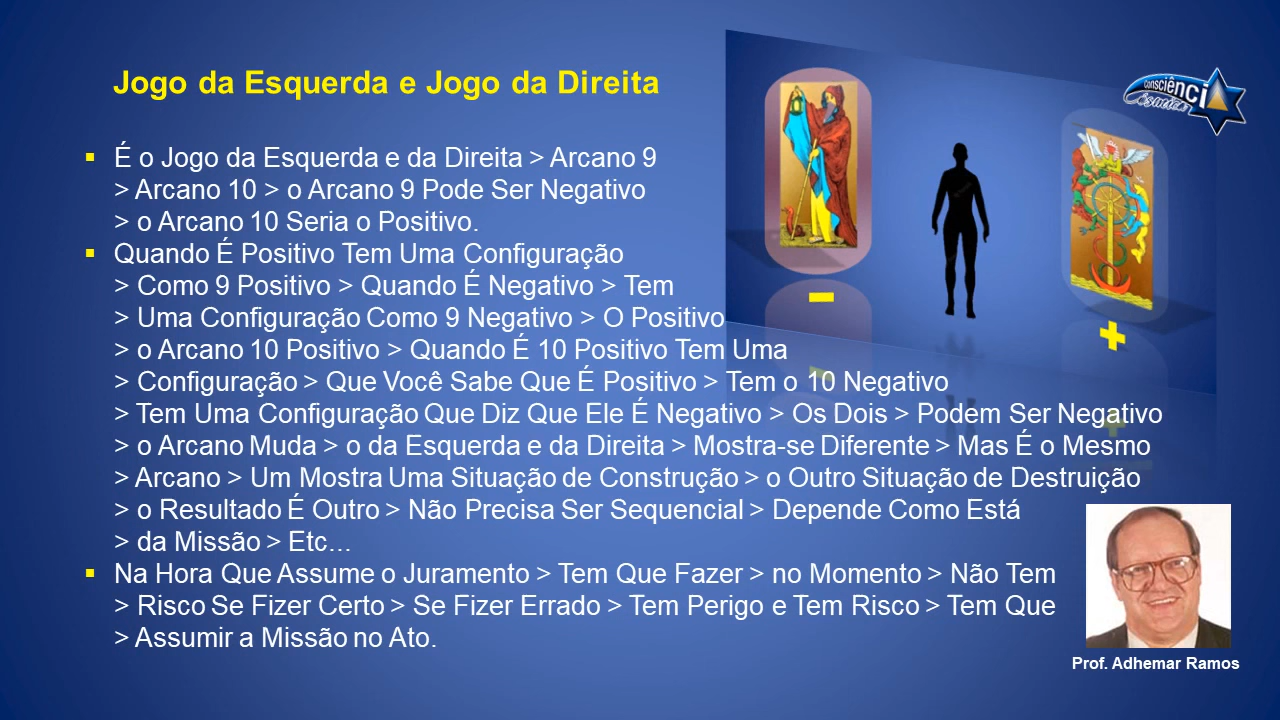 Jogo da Esquerda e Jogo da Direita
consciênci
Cósmica
▪ É o Jogo da Esquerda e da Direita > Arcano 9
> Arcano 10 > o Arcano 9 Pode Ser Negativo
> o Arcano 10 Seria o Positivo.
▪ Quando É Positivo Tem Uma Configuração
> Como 9 Positivo > Quando É Negativo > Tem
> Uma Configuração Como 9 Negativo > O Positivo
> o Arcano 10 Positivo > Quando É 10 Positivo Tem Uma
> Configuração > Que Você Sabe Que É Positivo > Tem o 10 Negativo
> Tem Uma Configuração Que Diz Que Ele É Negativo > Os Dois > Podem Ser Negativo
> o Arcano Muda > o da Esquerda e da Direita > Mostra-se Diferente > Mas É o Mesmo
> Arcano > Um Mostra Uma Situação de Construção > o Outro Situação de Destruição
> o Resultado É Outro > Não Precisa Ser Sequencial > Depende Como Está
> da Missão > Etc...
▪ Na Hora Que Assume o Juramento > Tem Que Fazer > no Momento > Não Tem
> Risco Se Fizer Certo > Se Fizer Errado > Tem Perigo e Tem Risco > Tem Que
> Assumir a Missão no Ato.
Prof. Adhemar Ramos